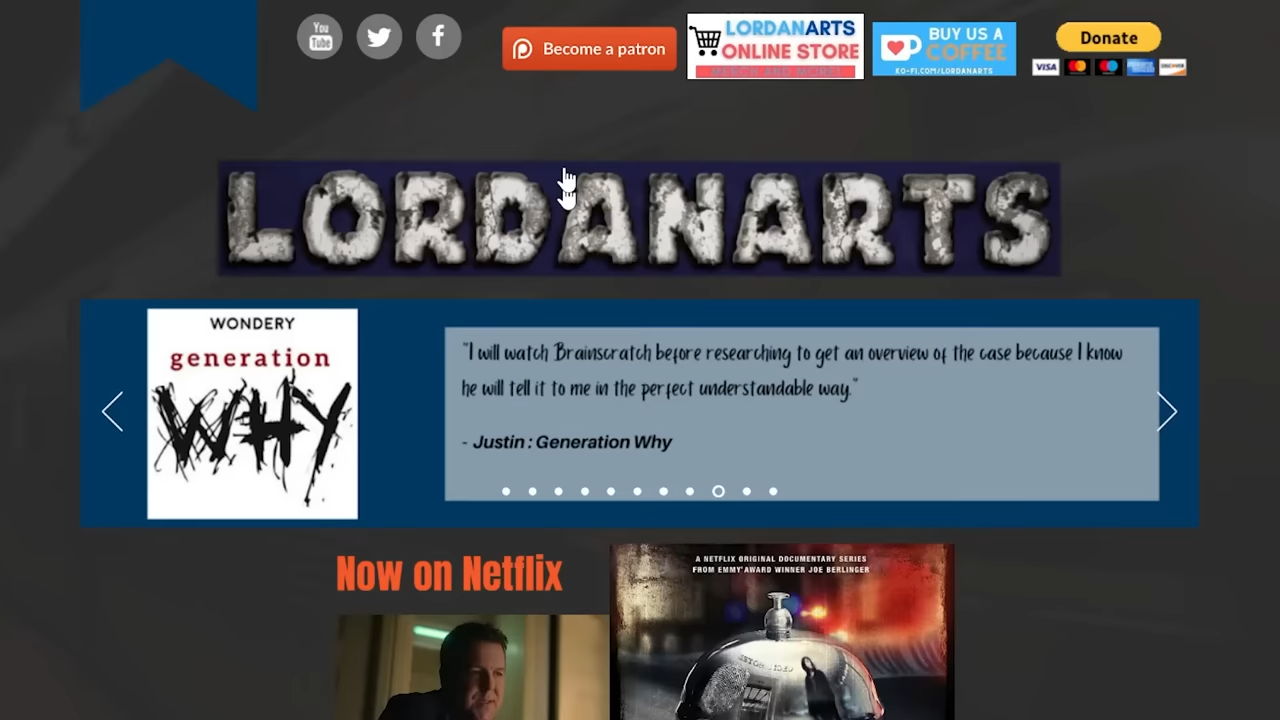 You
Tube
Become a patron
LORDANARTS
ONLINE STORE
MERCH AND MORE!
BUY US A
COFFEE
KO-FI.COM/LORDANARTS
Donate
VISA
DISCOVER
LORDANARTS
WONDERY
generation
WHY
"I will watch Brainscratch before researching to get an overview of the case because I know
he will tell it to me in the perfect understandable way."
- Justin : Generation Why
Now on Netflix
A NETFLIX ORIGINAL DOCUMENTARY SERIES
FROM EMMY® AWARD WINNER JOE BERLINGER